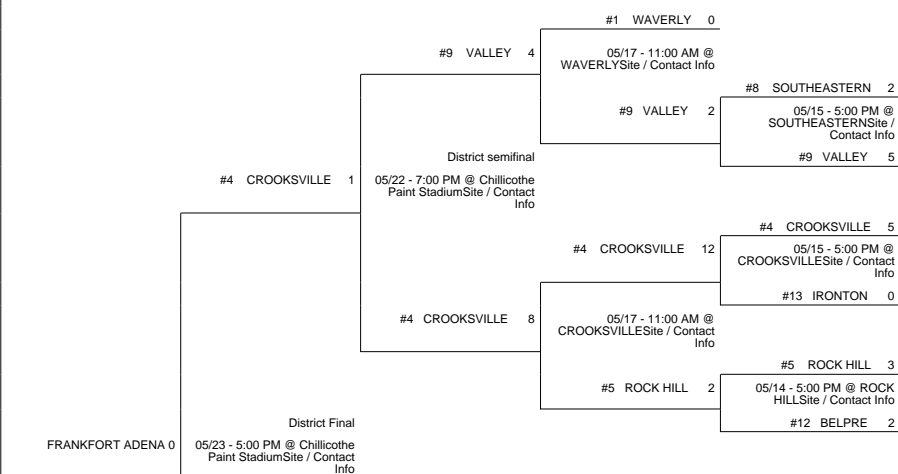 #1 WAVERLY 0
#9 VALLEY 4
05/17 - 11:00 AM @
WAVERLYSite / Contact Info
#8 SOUTHEASTERN 2
#9 VALLEY 2
05/15 - 5:00 PM @
SOUTHEASTERNSite /
Contact Info
#9 VALLEY 5
District semifinal
#4 CROOKSVILLE 1
05/22 - 7:00 PM @ Chillicothe
Paint StadiumSite / Contact
Info
#4 CROOKSVILLE 5
#4 CROOKSVILLE 12
05/15 - 5:00 PM @
CROOKSVILLESite / Contact
Info
#13 IRONTON 0
#4 CROOKSVILLE 8
05/17 - 11:00 AM @
CROOKSVILLESite / Contact
Info
#5 ROCK HILL 3
#5 ROCK HILL 2
05/14 - 5:00 PM @ ROCK
HILLSite / Contact Info
#12 BELPRE 2
District Final
FRANKFORT ADENA 0
05/23 - 5:00 PM @ Chillicothe
Paint StadiumSite / Contact
Info